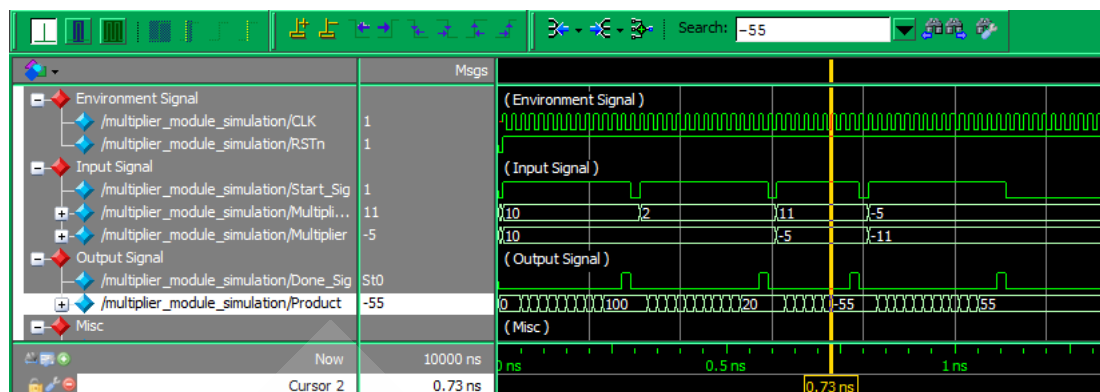 Search: -55
Msgs
Environment Signal
(Environment Signal)
/multiplier_module_simulation/CLK 1
/multiplier_module_simulation/RSTn 1
Input Signal
(Input Signal)
/multiplier_module_simulation/Start_Sig 1
/multiplier_module_simulation/Multipli... 11 10 2 11 -5
/multiplier_module_simulation/Multiplier -5 10 -5 -11
Output Signal
(Output Signal)
/multiplier_module_simulation/Done_Sig St0
/multiplier_module_simulation/Product -55 0 100 20 -55 55
Misc
(Misc)
Now 10000 ns ns 0.5 ns 1 ns
Cursor 2 0.73 ns 0.73 ns